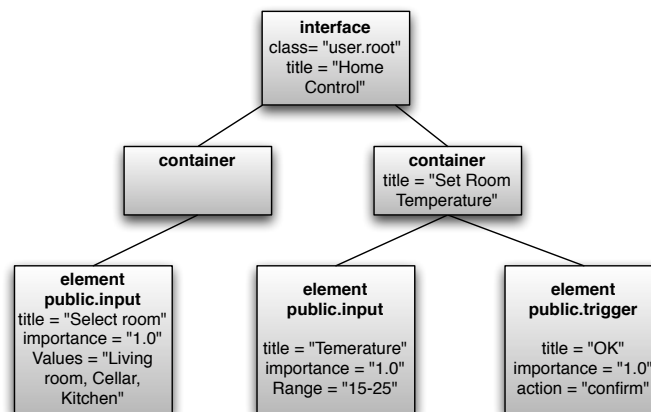 interface
class= "user.root"
title = "Home
Control"
container
container
title = "Set Room
Temperature"
element
public.input
title = "Select room"
importance = "1.0"
Values = "Living
room, Cellar,
Kitchen"
element
public.input
title = "Temerature"
importance = "1.0"
Range = "15-25"
element
public.trigger
title = "OK"
importance = "1.0"
action = "confirm"